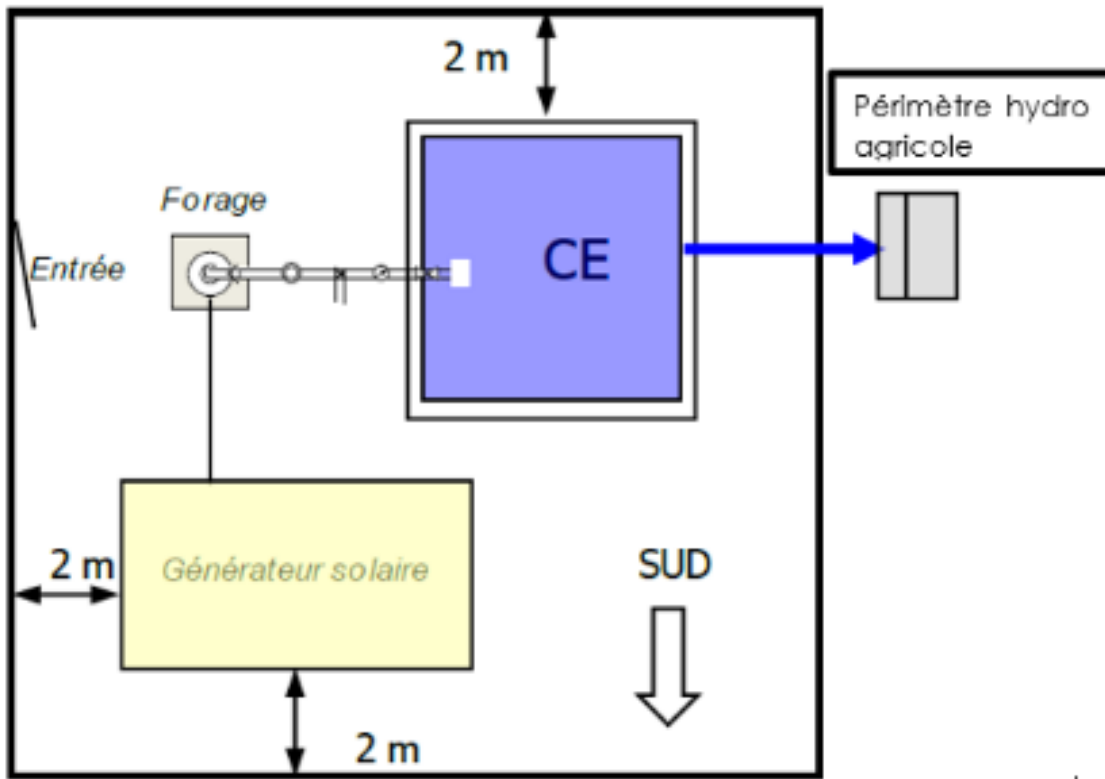 2 m
Périmètre hydro
agricole
Forage
Entrée
CE
2 m
Générateur solaire
SUD
2 m